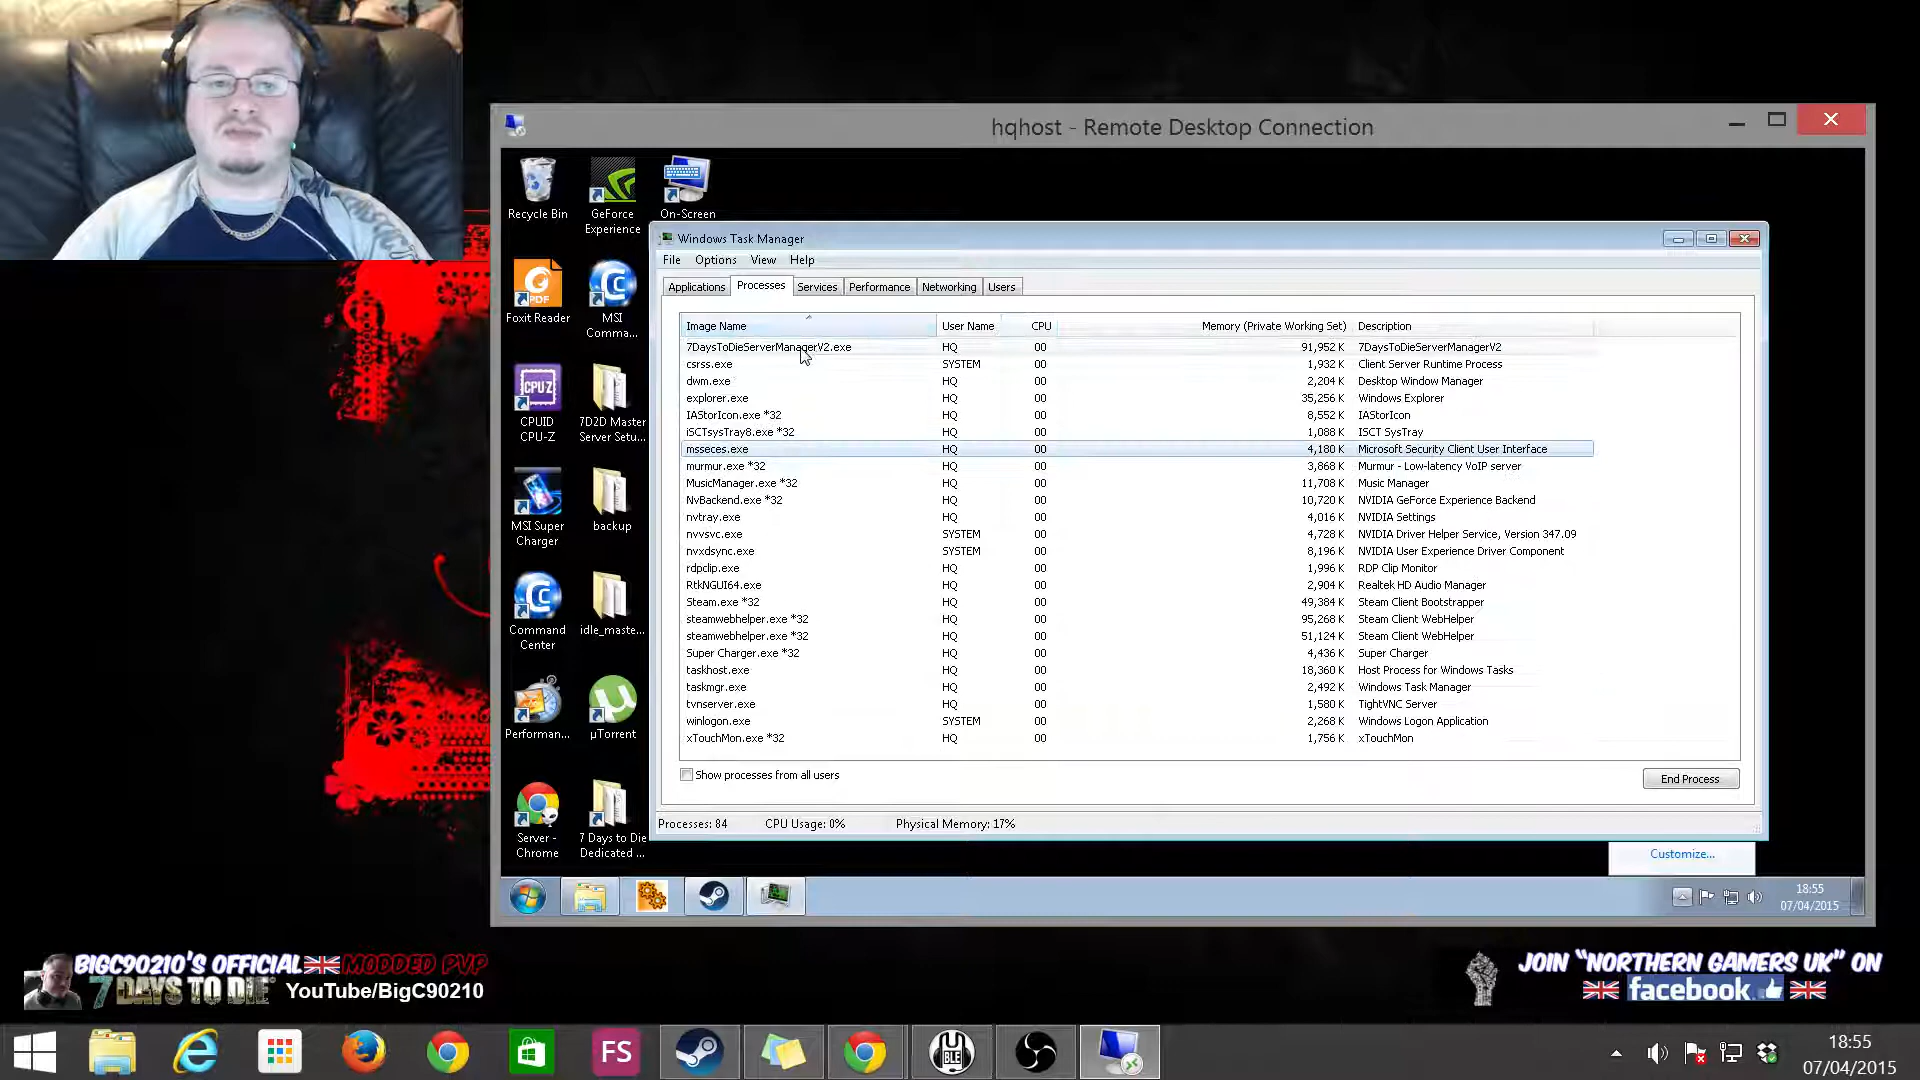 hqhost - Remote Desktop Connection
Recycle Bin
GeForce Experience
On-Screen
Foxit Reader
MSI Comma...
CPUID CPU-Z
7D2D Master Server Setu...
MSI Super Charger
backup
Command Center
idle_maste...
Performan...
µTorrent
Server - Chrome
7 Days to Die Dedicated ...
Windows Task Manager
File Options View Help
Applications Processes Services Performance Networking Users
Image Name User Name CPU Memory (Private Working Set) Description
7DaysToDieServerManagerV2.exe HQ 00 91,952 K 7DaysToDieServerManagerV2
csrss.exe SYSTEM 00 1,932 K Client Server Runtime Process
dwm.exe HQ 00 2,204 K Desktop Window Manager
explorer.exe HQ 00 35,256 K Windows Explorer
IAStorIcon.exe *32 HQ 00 8,552 K IAStorIcon
iSCTsysTray8.exe *32 HQ 00 1,088 K ISCT SysTray
msseces.exe HQ 00 4,180 K Microsoft Security Client User Interface
murmur.exe *32 HQ 00 3,868 K Murmur - Low-latency VoIP server
MusicManager.exe *32 HQ 00 11,708 K Music Manager
NvBackend.exe *32 HQ 00 10,720 K NVIDIA GeForce Experience Backend
nvtray.exe HQ 00 4,016 K NVIDIA Settings
nvvsvc.exe SYSTEM 00 4,728 K NVIDIA Driver Helper Service, Version 347.09
nvxdsync.exe SYSTEM 00 8,196 K NVIDIA User Experience Driver Component
rdpclip.exe HQ 00 1,996 K RDP Clip Monitor
RtkNGUI64.exe HQ 00 2,904 K Realtek HD Audio Manager
Steam.exe *32 HQ 00 49,384 K Steam Client Bootstrapper
steamwebhelper.exe *32 HQ 00 95,268 K Steam Client WebHelper
steamwebhelper.exe *32 HQ 00 51,124 K Steam Client WebHelper
Super Charger.exe *32 HQ 00 4,436 K Super Charger
taskhost.exe HQ 00 18,360 K Host Process for Windows Tasks
taskmgr.exe HQ 00 2,492 K Windows Task Manager
tvnserver.exe HQ 00 1,580 K TightVNC Server
winlogon.exe SYSTEM 00 2,268 K Windows Logon Application
xTouchMon.exe *32 HQ 00 1,756 K xTouchMon
Show processes from all users
End Process
Processes: 84 CPU Usage: 0% Physical Memory: 17%
Customize...
18:55
07/04/2015
BIGC90210'S OFFICIAL MODDED PVP
7 DAYS TO DIE YouTube/BigC90210
JOIN "NORTHERN GAMERS UK" ON
facebook
FS
BLE
18:55
07/04/2015